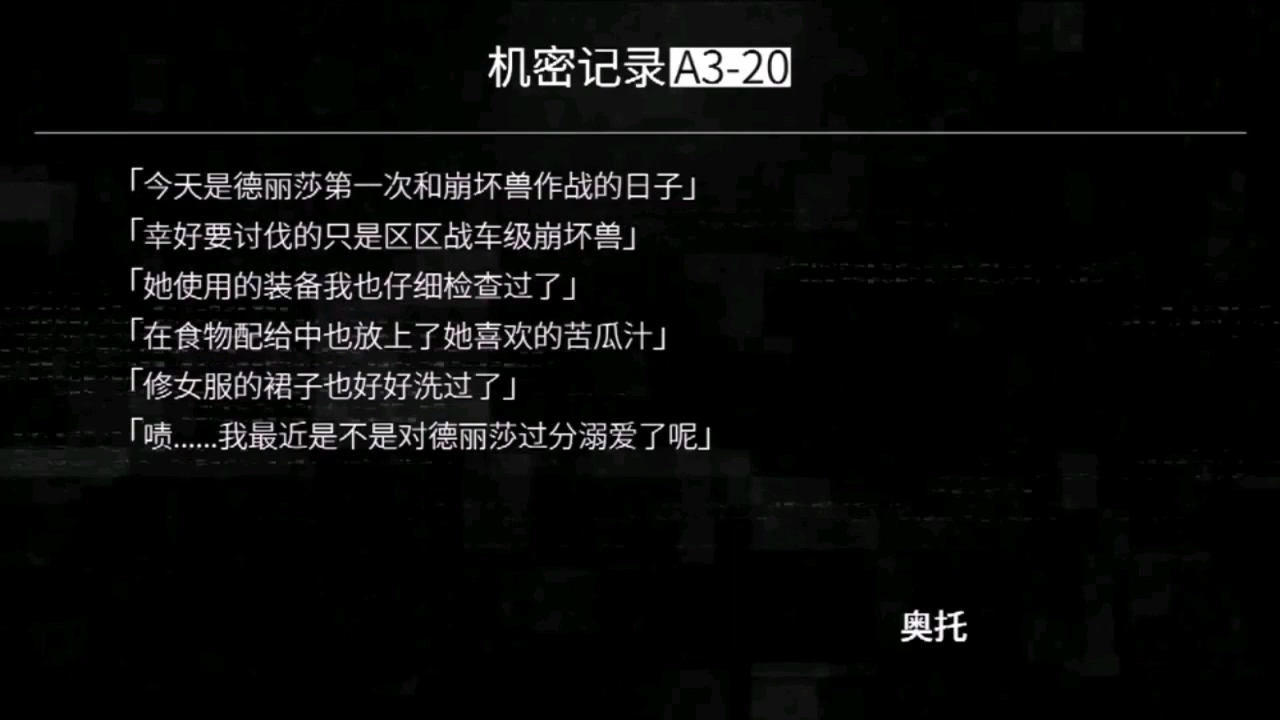 机密记录A3-20
「今天是德丽莎第一次和崩坏兽作战的日子」
「幸好要讨伐的只是区区战车级崩坏兽」
「她使用的装备我也仔细检查过了」
「在食物配给中也放上了她喜欢的苦瓜汁」
「修女服的裙子也好好洗过了」
「啧......我最近是不是对德丽莎过分溺爱了呢」
奥托